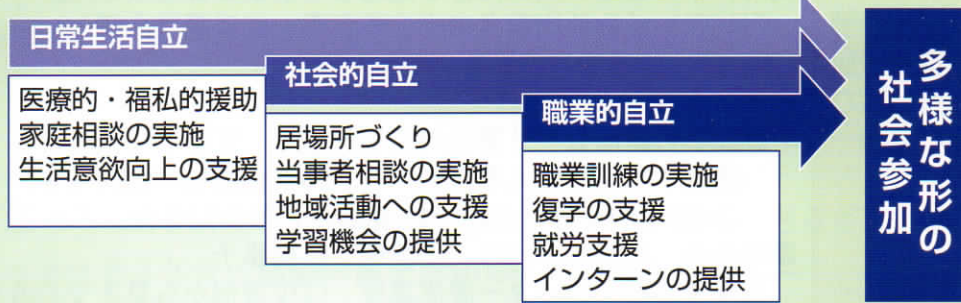 日常生活自立
医療的・福私的援助
家庭相談の実施
生活意欲向上の支援
社会的自立
居場所づくり
当事者相談の実施
地域活動への支援
学習機会の提供
職業的自立
職業訓練の実施
復学の支援
就労支援
インターンの提供
多様な形の
社会参加